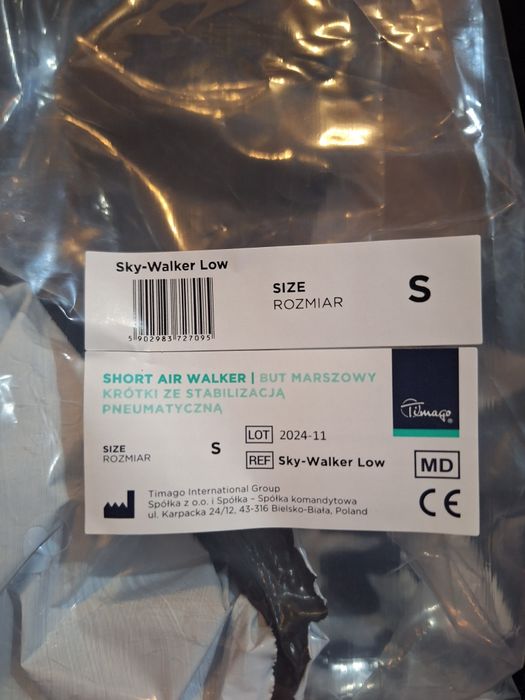 Sky-Walker Low
5 902983 727095
SIZE
ROZMIAR
S
SHORT AIR WALKER | BUT MARSZOWY
KRÓTKI ZE STABILIZACJĄ
PNEUMATYCZNĄ
Timago®
SIZE
ROZMIAR
S
LOT 2024-11
REF Sky-Walker Low
MD
Timago International Group
Spółka z o.o. i Spółka – Spółka komandytowa
ul. Karpacka 24/12, 43-316 Bielsko-Biała, Poland
CE